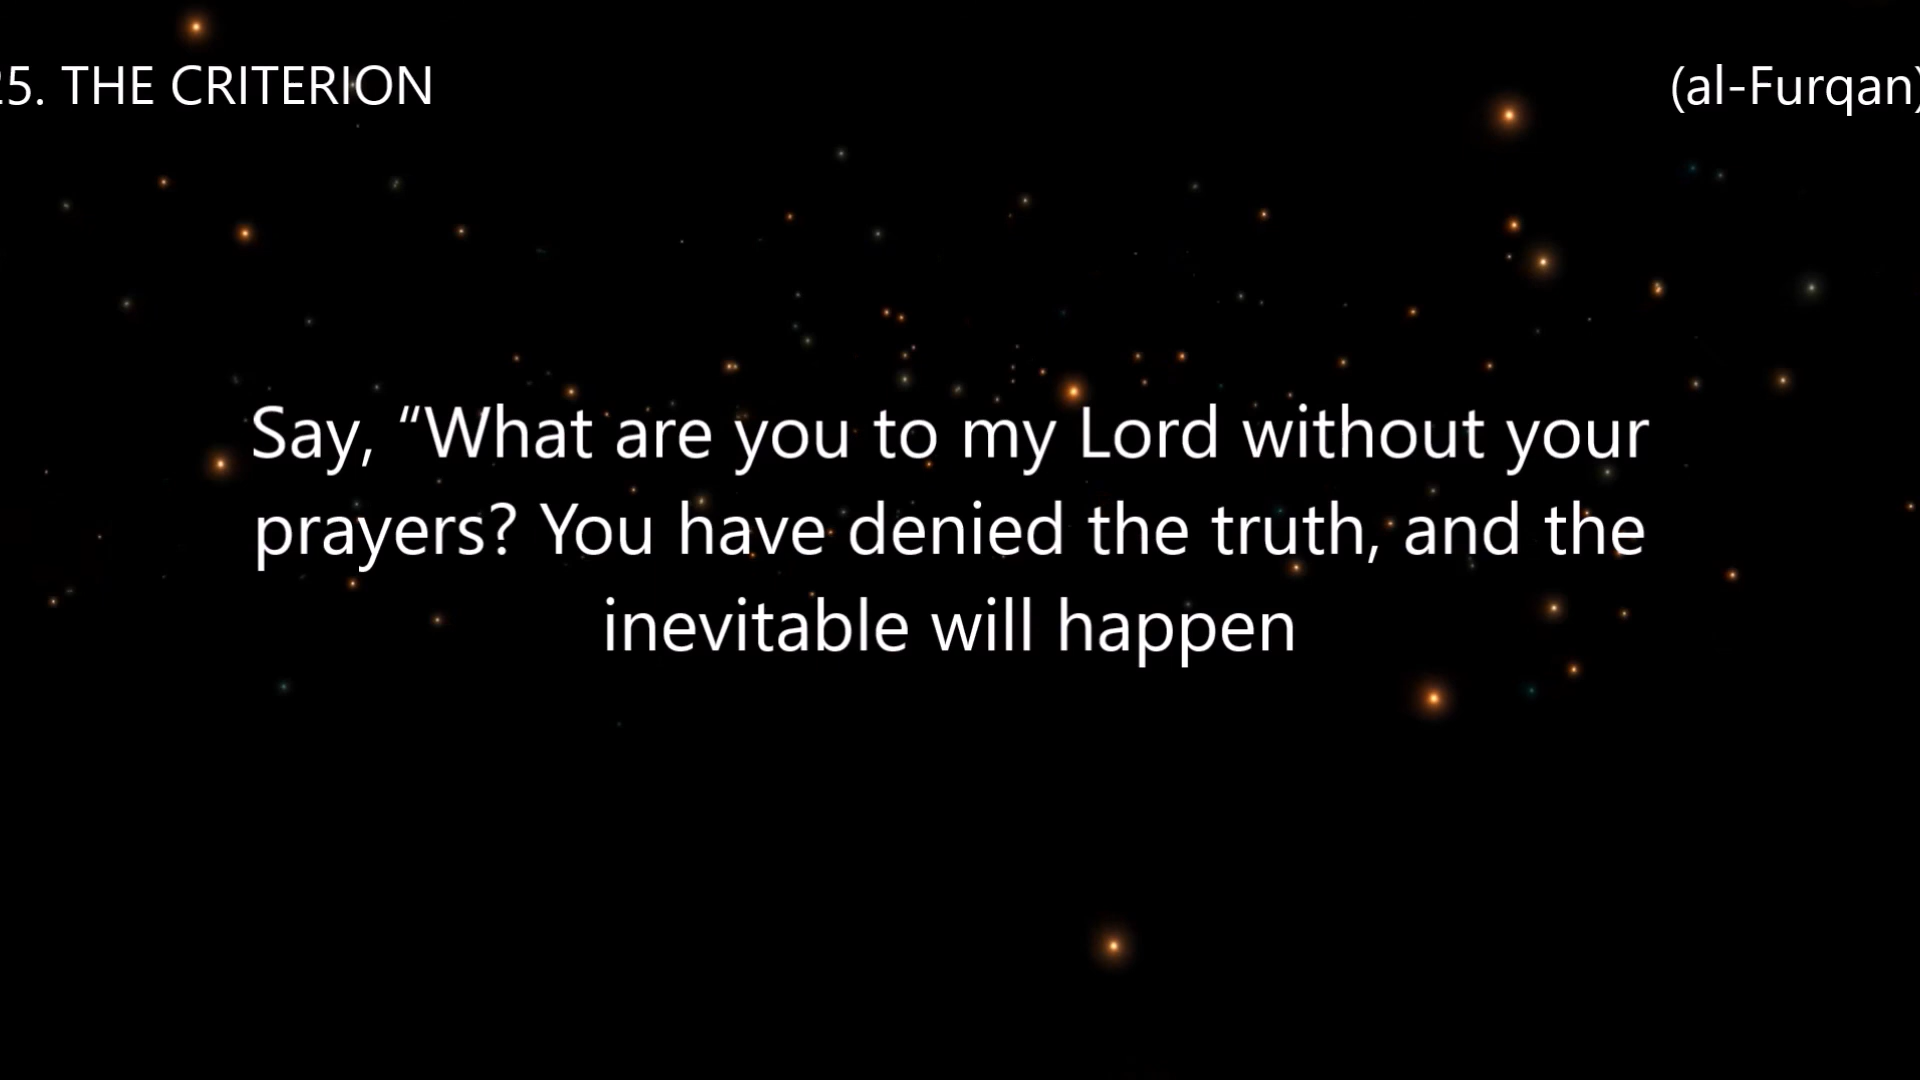 25. THE CRITERION
(al-Furqan)
Say, “What are you to my Lord without your
prayers? You have denied the truth, and the
inevitable will happen